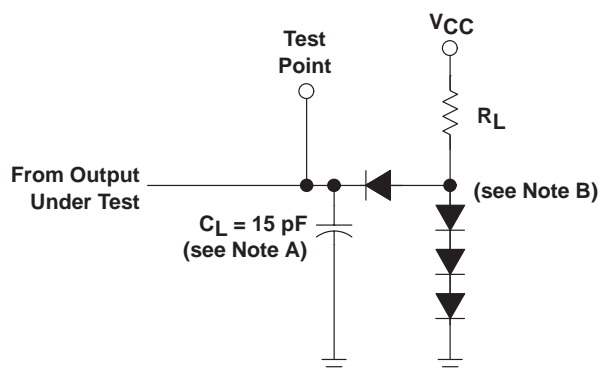 Test
Point
VCC
RL
From Output
Under Test
(see Note B)
CL = 15 pF
(see Note A)